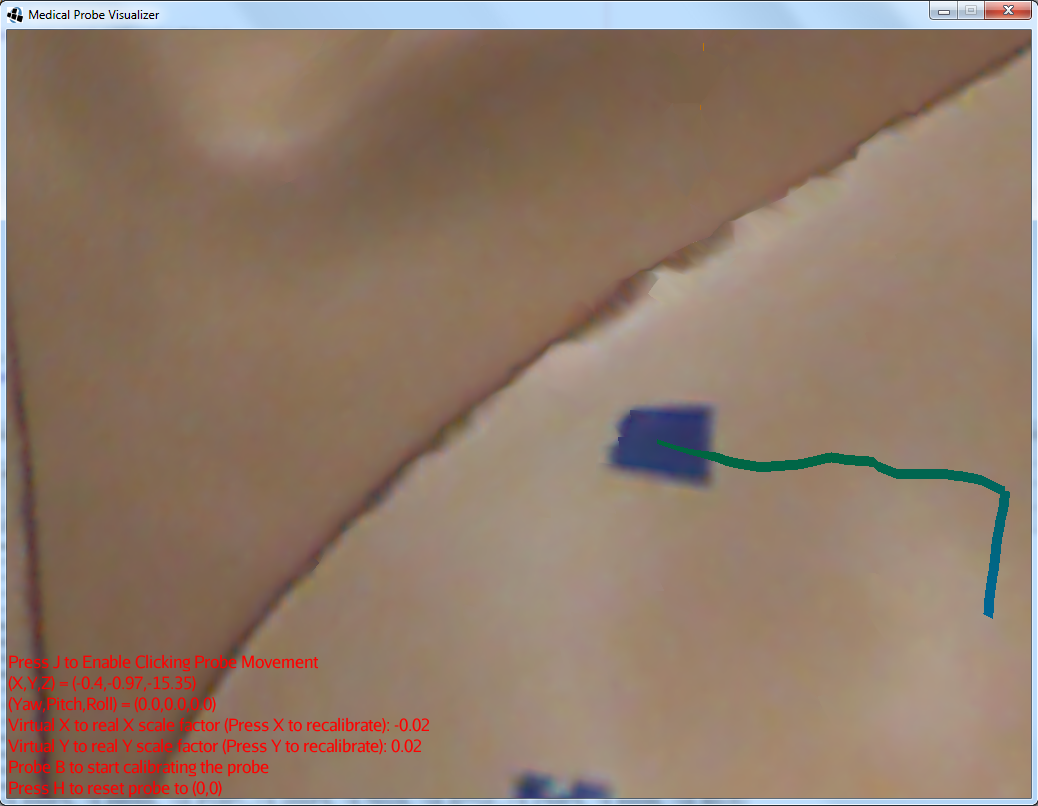 Medical Probe Visualizer
Press J to Enable Clicking Probe Movement
(X,Y,Z) = (-0.4,-0.97,-15.35)
(Yaw,Pitch,Roll) = (0.0,0.0,0.0)
Virtual X to real X scale factor (Press X to recalibrate): -0.02
Virtual Y to real Y scale factor (Press Y to recalibrate): 0.02
Probe B to start calibrating the probe
Press H to reset probe to (0,0)